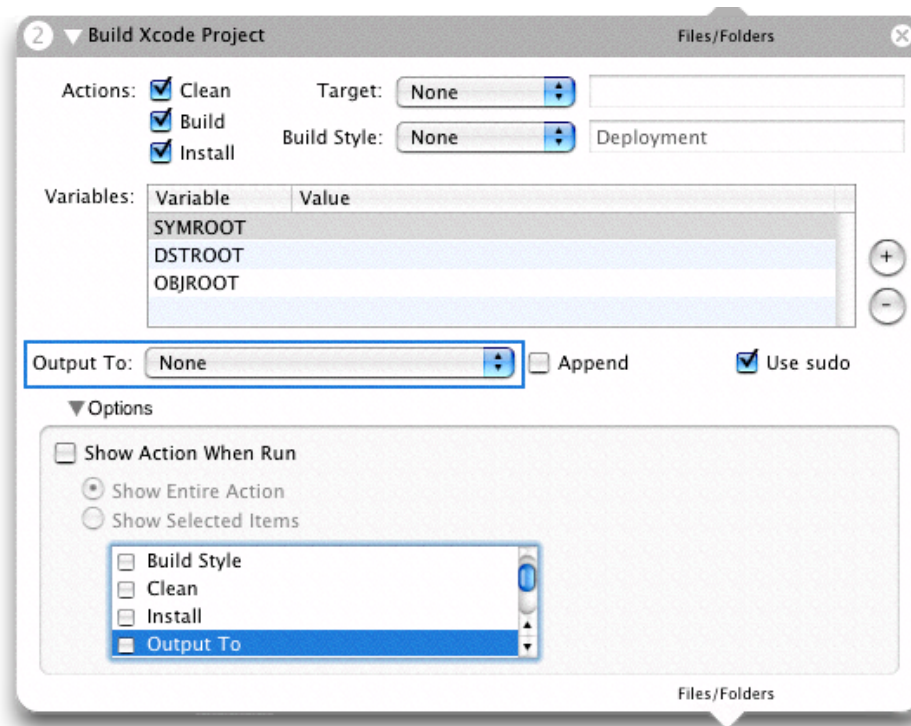 2 Build Xcode Project Files/Folders
Actions: Clean Target: None
Build
Install Build Style: None Deployment
Variables: Variable Value
SYMROOT
DSTROOT
OBJROOT
+
-
Output To: None Append Use sudo
Options
Show Action When Run
Show Entire Action
Show Selected Items
Build Style
Clean
Install
Output To
Files/Folders